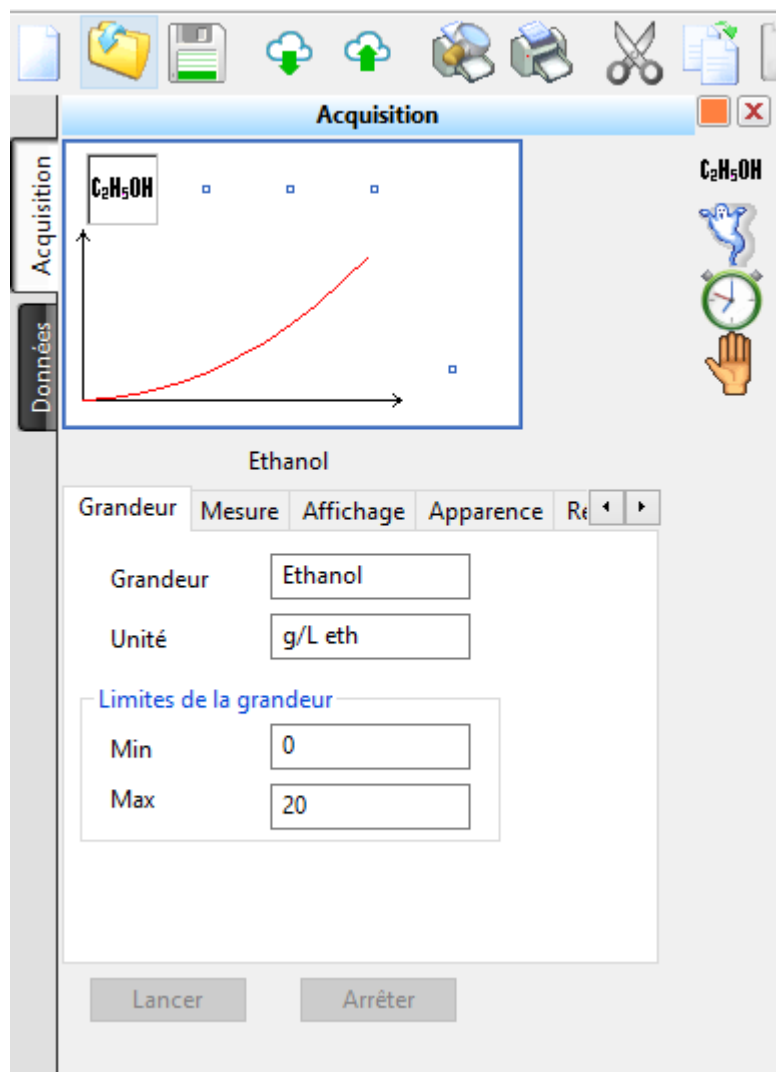 Acquisition
Acquisition
Données
C₂H₅OH
C₂H₅OH
Ethanol
Grandeur Mesure Affichage Apparence
Grandeur Ethanol
Unité g/L eth
Limites de la grandeur
Min 0
Max 20
Lancer Arrêter